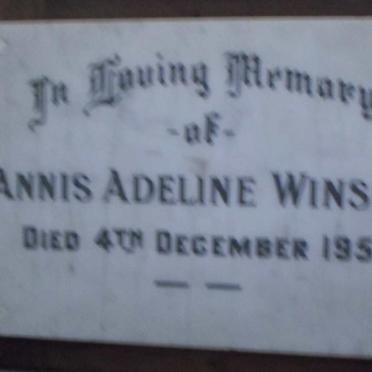 In Loving Memory
-of-
ANNIS ADELINE WINS
DIED 4TH DECEMBER 195